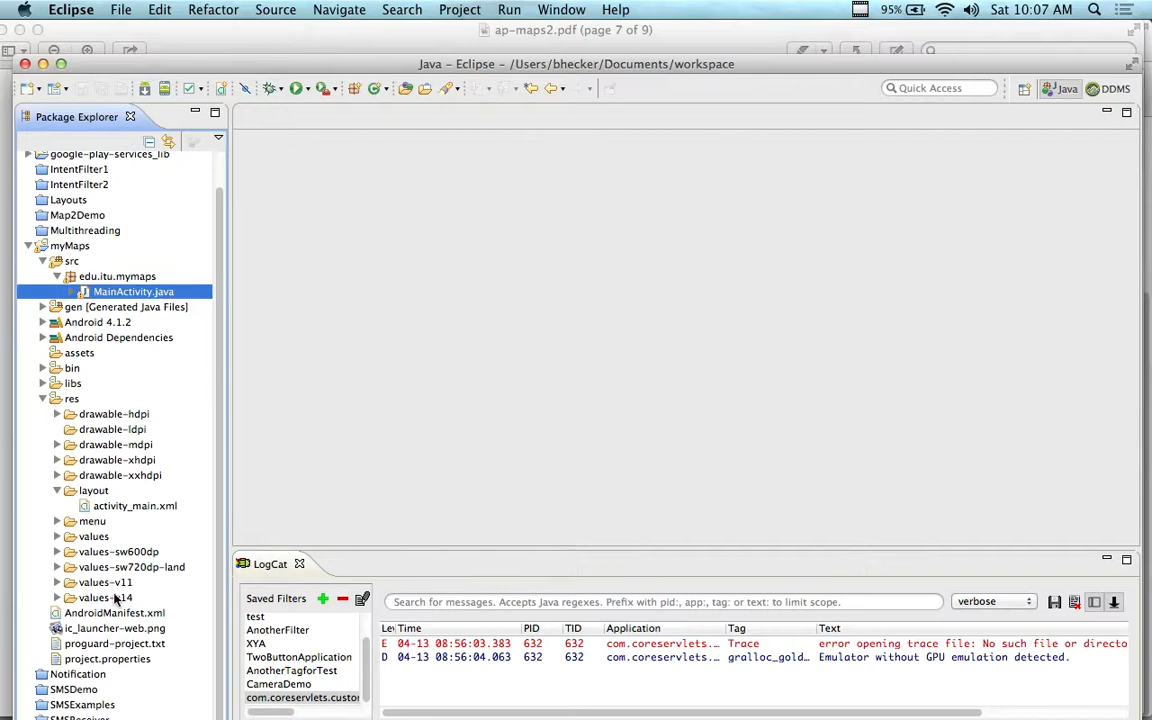 Eclipse File Edit Refactor Source Navigate Search Project Run Window Help 95% Sat 10:07 AM
ap-maps2.pdf (page 7 of 9)
Java – Eclipse – /Users/bhecker/Documents/workspace
Quick Access Java DDMS
Package Explorer
google-play-services_lib
IntentFilter1
IntentFilter2
Layouts
Map2Demo
Multithreading
myMaps
src
edu.itu.mymaps
MainActivity.java
gen [Generated Java Files]
Android 4.1.2
Android Dependencies
assets
bin
libs
res
drawable-hdpi
drawable-ldpi
drawable-mdpi
drawable-xhdpi
drawable-xxhdpi
layout
activity_main.xml
menu
values
values-sw600dp
values-sw720dp-land
values-v11
values- 14
AndroidManifest.xml
ic_launcher-web.png
proguard-project.txt
project.properties
Notification
SMSDemo
SMSExamples
SMSReceiver
LogCat
Saved Filters
test
AnotherFilter
XYA
TwoButtonApplication
AnotherTagforTest
CameraDemo
com.coreservlets.custo
Search for messages. Accepts Java regexes. Prefix with pid:, app:, tag: or text: to limit scope. verbose
Le Time PID TID Application Tag Text
E 04-13 08:56:03.383 632 632 com.coreservlets.... Trace error opening trace file: No such file or directo
D 04-13 08:56:04.063 632 632 com.coreservlets.... gralloc_gold... Emulator without GPU emulation detected.